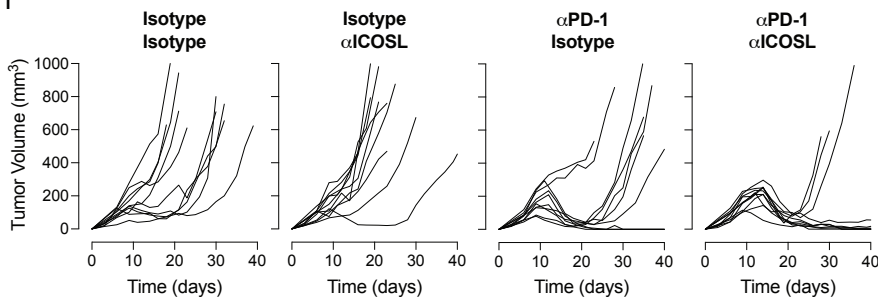 Isotype
Isotype
Isotype
αICOSL
αPD-1
Isotype
αPD-1
αICOSL
Tumor Volume (mm3)
1000
800
600
400
200
0
0 10 20 30 40
0 10 20 30 40
0 10 20 30 40
0 10 20 30 40
Time (days)
Time (days)
Time (days)
Time (days)